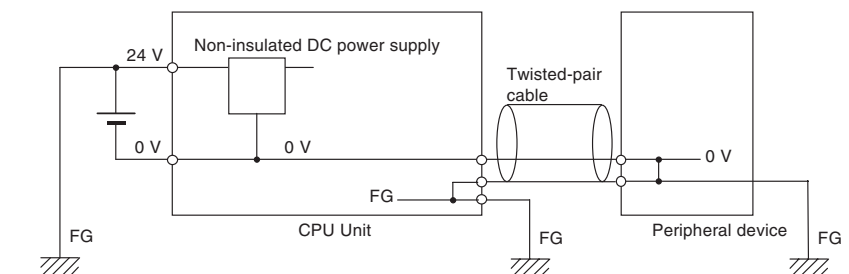 Non-insulated DC power supply
24 V
Twisted-pair
cable
0 V
0 V
0 V
FG
CPU Unit
Peripheral device
FG
FG
FG